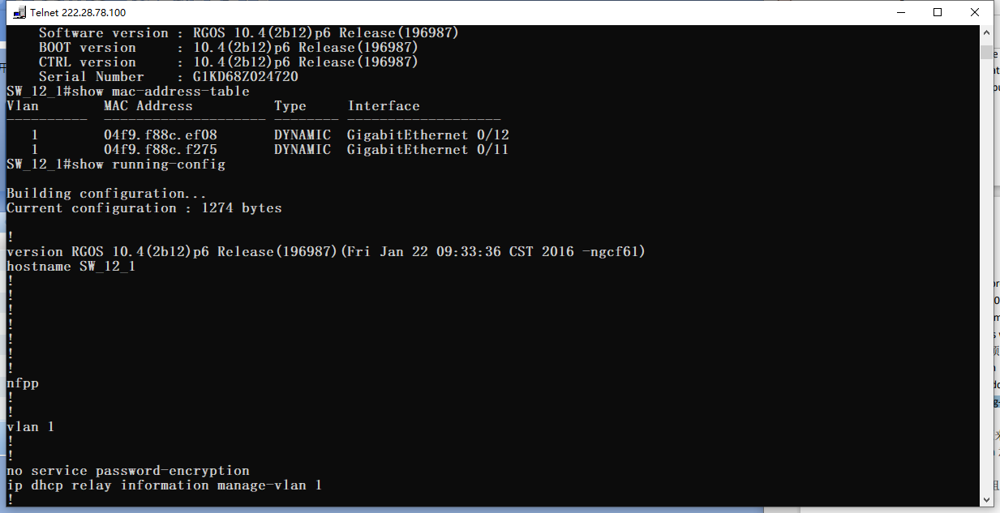 Telnet 222.28.78.100
Software version : RGOS 10.4(2b12)p6 Release(196987)
BOOT version     : 10.4(2b12)p6 Release(196987)
CTRL version     : 10.4(2b12)p6 Release(196987)
Serial Number    : G1KD68Z024720
SW_12_1#show mac-address-table
Vlan        MAC Address          Type     Interface
---------- -------------------- -------- -------------------
1        04f9.f88c.ef08       DYNAMIC  GigabitEthernet 0/12
1        04f9.f88c.f275       DYNAMIC  GigabitEthernet 0/11
SW_12_1#show running-config
Building configuration...
Current configuration : 1274 bytes
!
version RGOS 10.4(2b12)p6 Release(196987)(Fri Jan 22 09:33:36 CST 2016 -ngcf61)
hostname SW_12_1
!
!
!
!
!
!
!
nfpp
!
!
vlan 1
!
!
no service password-encryption
ip dhcp relay information manage-vlan 1
!